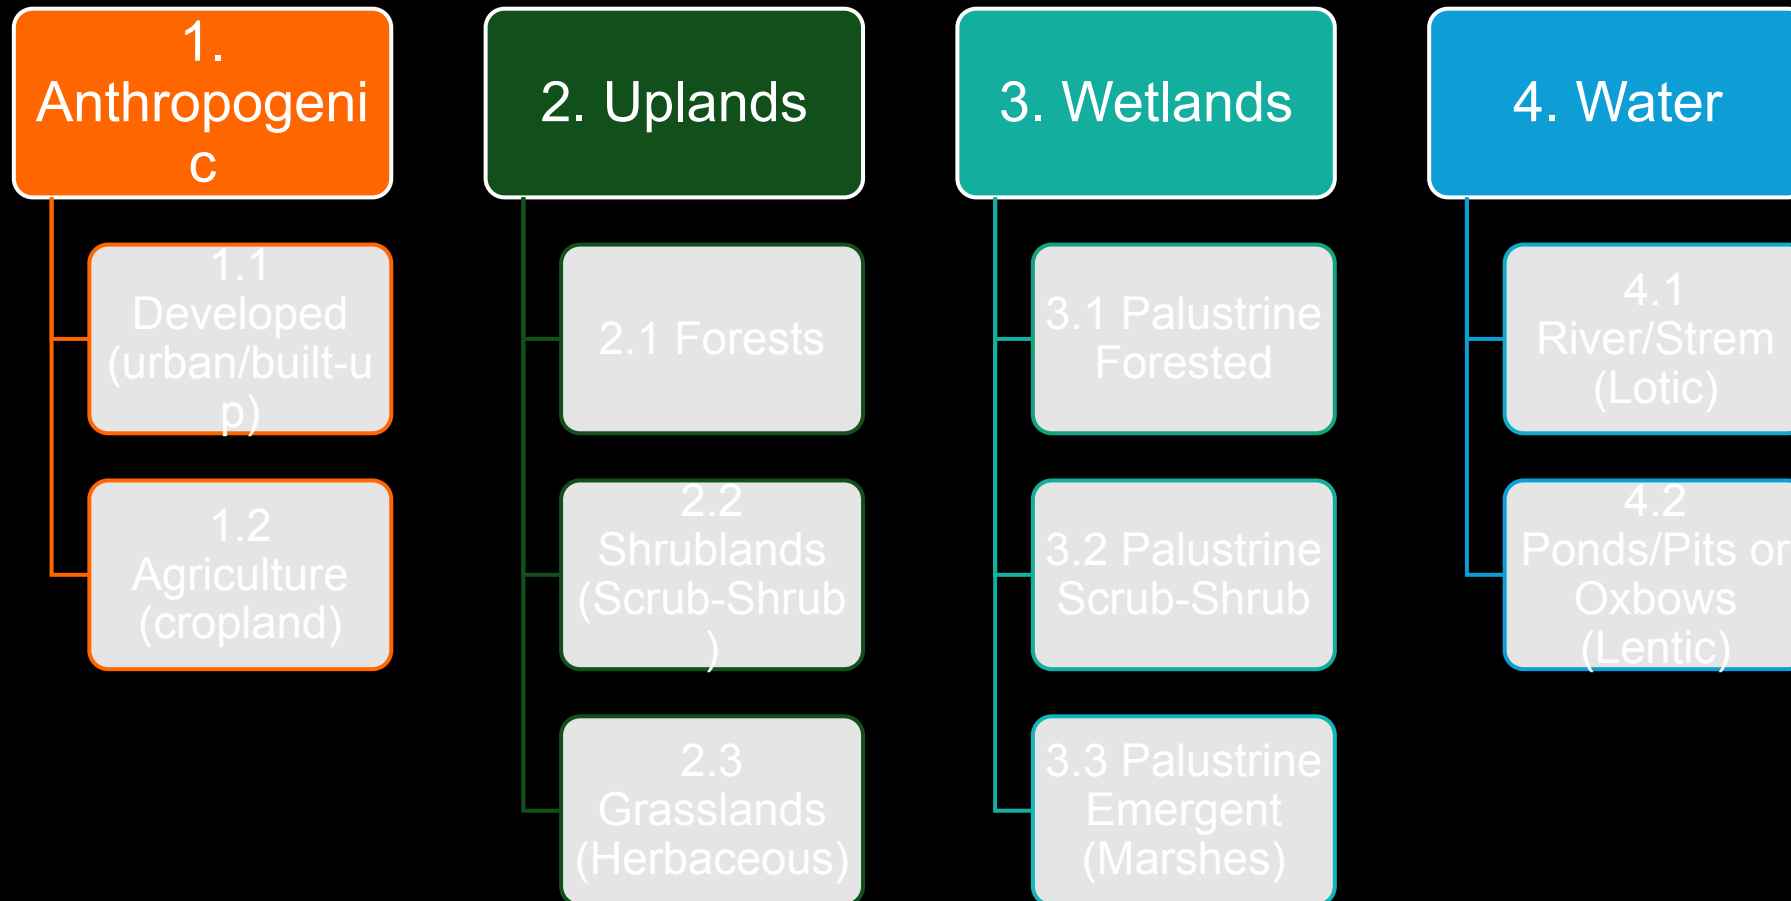 1.
Anthropogeni
c
1.1
Developed
(urban/built-u
p)
1.2
Agriculture
(cropland)
2. Uplands
2.1 Forests
2.2
Shrublands
(Scrub-Shrub
)
2.3
Grasslands
(Herbaceous)
3. Wetlands
3.1 Palustrine
Forested
3.2 Palustrine
Scrub-Shrub
3.3 Palustrine
Emergent
(Marshes)
4. Water
4.1
River/Strem
(Lotic)
4.2
Ponds/Pits or
Oxbows
(Lentic)